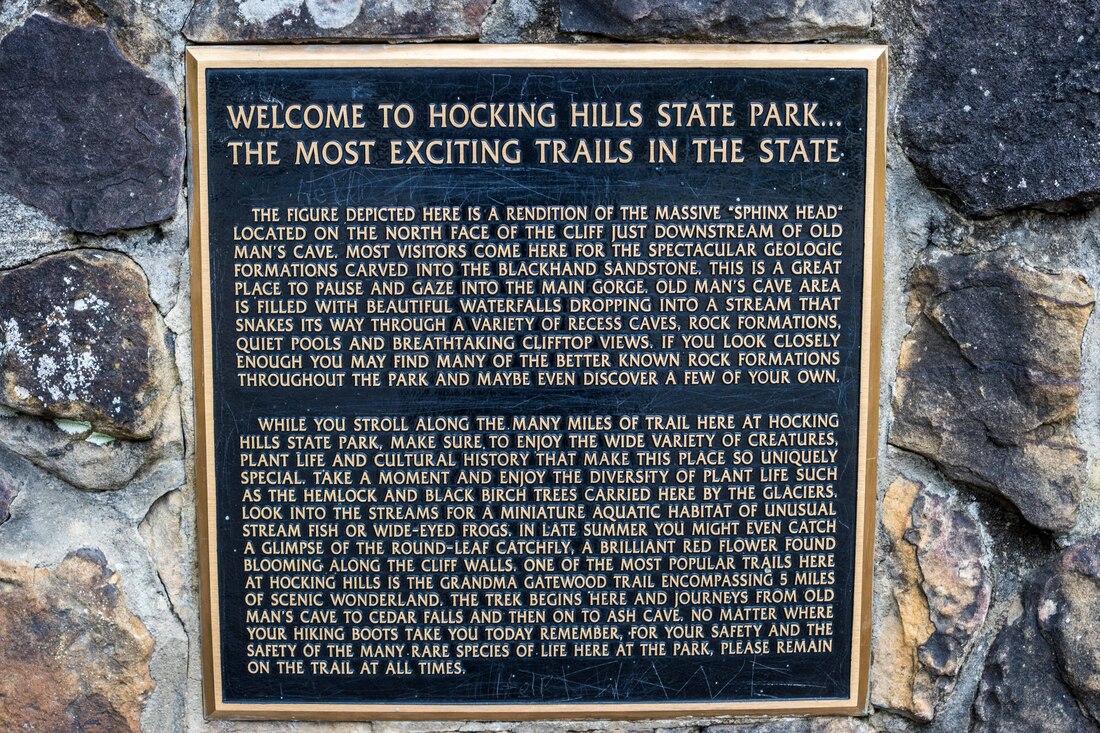 WELCOME TO HOCKING HILLS STATE PARK...
THE MOST EXCITING TRAILS IN THE STATE
THE FIGURE DEPICTED HERE IS A RENDITION OF THE MASSIVE "SPHINX HEAD"
LOCATED ON THE NORTH FACE OF THE CLIFF JUST DOWNSTREAM OF OLD
MAN'S CAVE. MOST VISITORS COME HERE FOR THE SPECTACULAR GEOLOGIC
FORMATIONS CARVED INTO THE BLACKHAND SANDSTONE. THIS IS A GREAT
PLACE TO PAUSE AND GAZE INTO THE MAIN GORGE. OLD MAN'S CAVE AREA
IS FILLED WITH BEAUTIFUL WATERFALLS DROPPING INTO A STREAM THAT
SNAKES ITS WAY THROUGH A VARIETY OF RECESS CAVES, ROCK FORMATIONS,
QUIET POOLS AND BREATHTAKING CLIFFTOP VIEWS. IF YOU LOOK CLOSELY
ENOUGH YOU MAY FIND MANY OF THE BETTER KNOWN ROCK FORMATIONS
THROUGHOUT THE PARK AND MAYBE EVEN DISCOVER A FEW OF YOUR OWN.
WHILE YOU STROLL ALONG THE MANY MILES OF TRAIL HERE AT HOCKING
HILLS STATE PARK, MAKE SURE TO ENJOY THE WIDE VARIETY OF CREATURES,
PLANT LIFE AND CULTURAL HISTORY THAT MAKE THIS PLACE SO UNIQUELY
SPECIAL. TAKE A MOMENT AND ENJOY THE DIVERSITY OF PLANT LIFE SUCH
AS THE HEMLOCK AND BLACK BIRCH TREES CARRIED HERE BY THE GLACIERS.
LOOK INTO THE STREAMS FOR A MINIATURE AQUATIC HABITAT OF UNUSUAL
STREAM FISH OR WIDE-EYED FROGS. IN LATE SUMMER YOU MIGHT EVEN CATCH
A GLIMPSE OF THE ROUND-LEAF CATCHFLY, A BRILLIANT RED FLOWER FOUND
BLOOMING ALONG THE CLIFF WALLS. ONE OF THE MOST POPULAR TRAILS HERE
AT HOCKING HILLS IS THE GRANDMA GATEWOOD TRAIL ENCOMPASSING 5 MILES
OF SCENIC WONDERLAND. THE TREK BEGINS HERE AND JOURNEYS FROM OLD
MAN'S CAVE TO CEDAR FALLS AND THEN ON TO ASH CAVE. NO MATTER WHERE
YOUR HIKING BOOTS TAKE YOU TODAY REMEMBER, FOR YOUR SAFETY AND THE
SAFETY OF THE MANY RARE SPECIES OF LIFE HERE AT THE PARK, PLEASE REMAIN
ON THE TRAIL AT ALL TIMES.